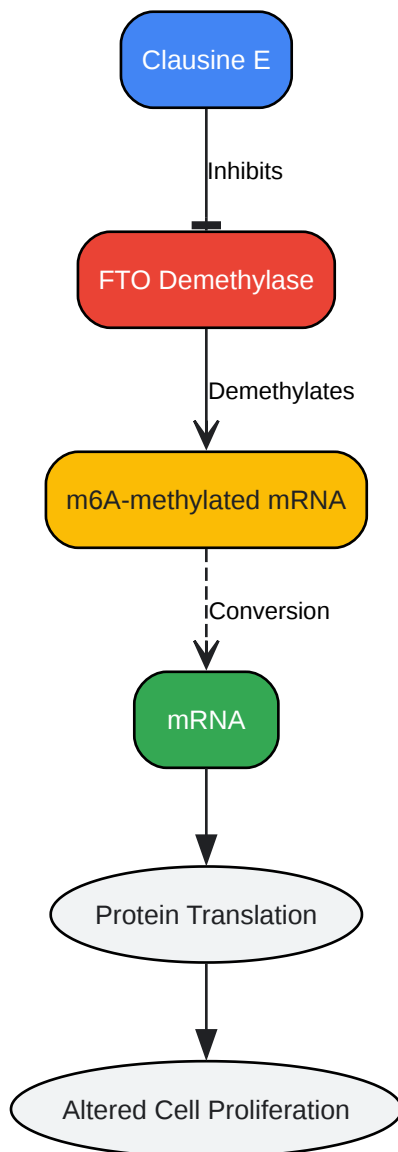 Clausine E
Inhibits
FTO Demethylase
Demethylates
m6A-methylated mRNA
Conversion
mRNA
Protein Translation
Altered Cell Proliferation